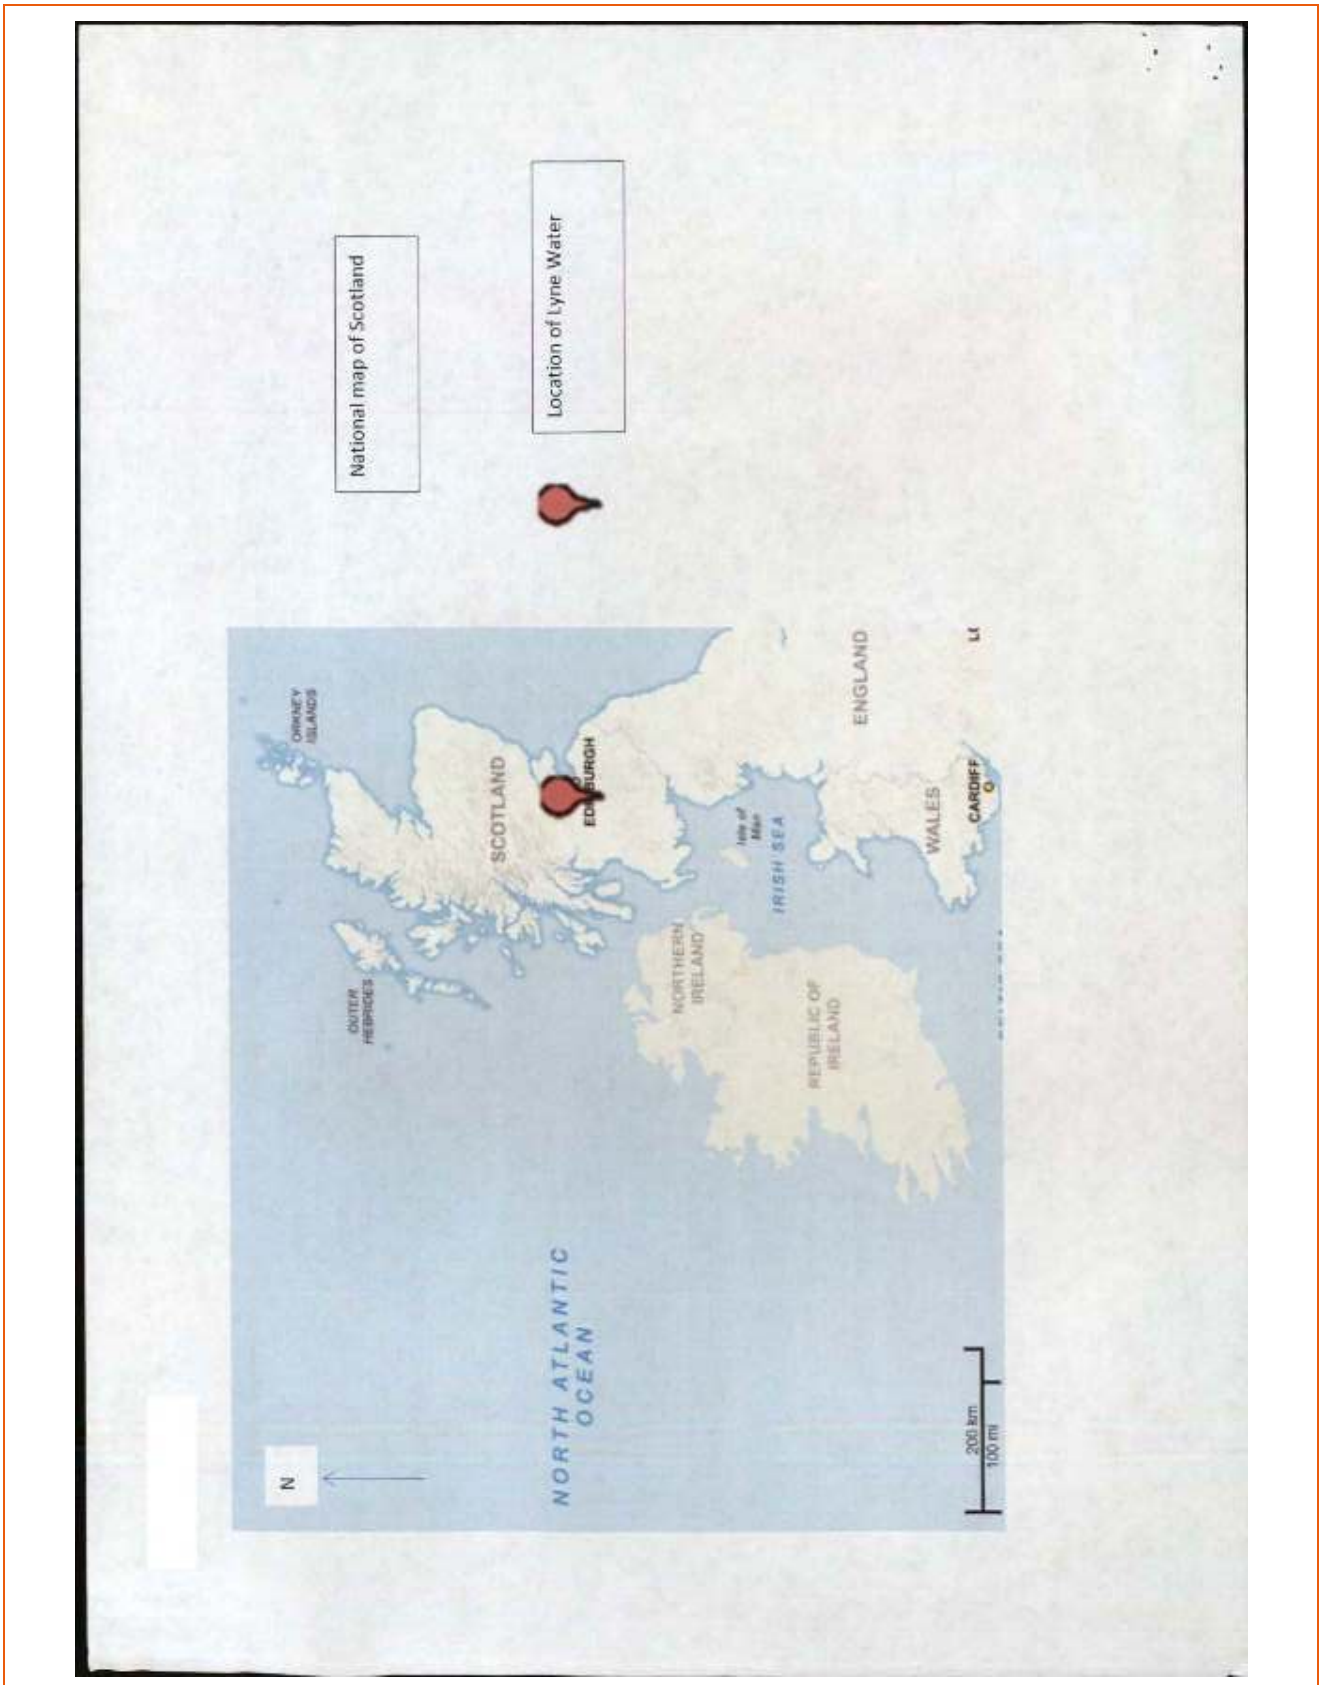 National map of Scotland
Location of Lyne Water
ORKNEY
ISLANDS
OUTER
HEBRIDES
SCOTLAND
BURGH
NORTHERN
IRELAND
Isle of
Man
IRISH SEA
REPUBLIC OF
IRELAND
ENGLAND
WALES
CARDIFF
NORTH ATLANTIC
OCEAN
N
200 km
100 mi